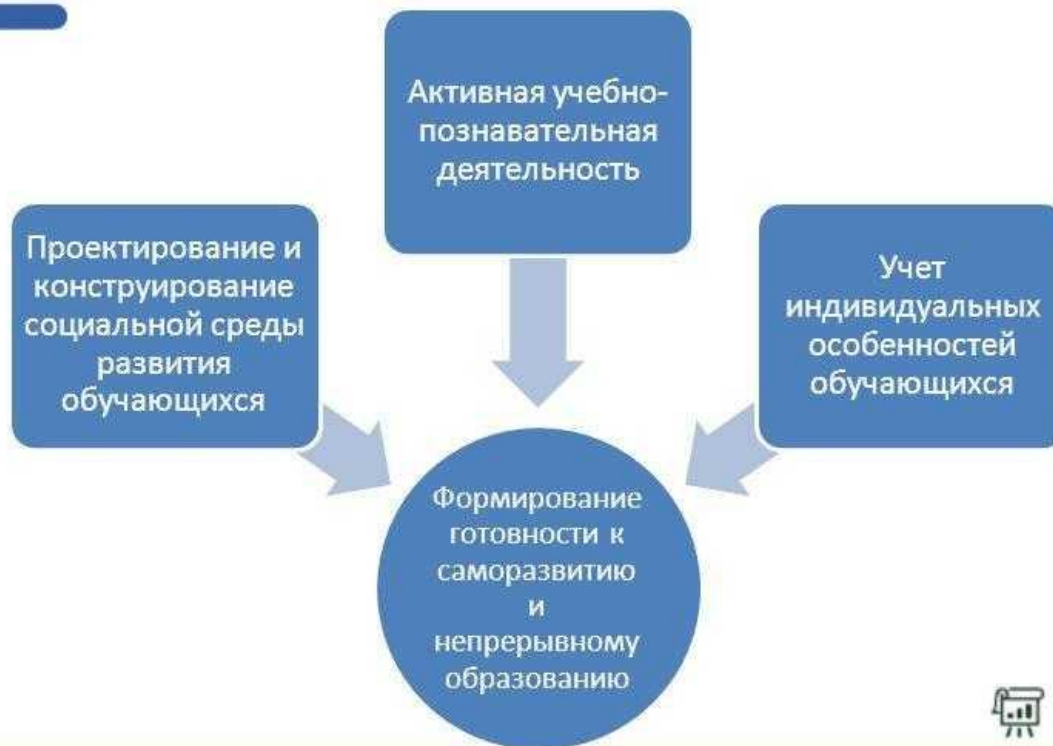 Активная учебно-
познавательная
деятельность
Проектирование и
конструирование
социальной среды
развития
обучающихся
Учет
индивидуальных
особенностей
обучающихся
Формирование
готовности к
саморазвитию
и
непрерывному
образованию